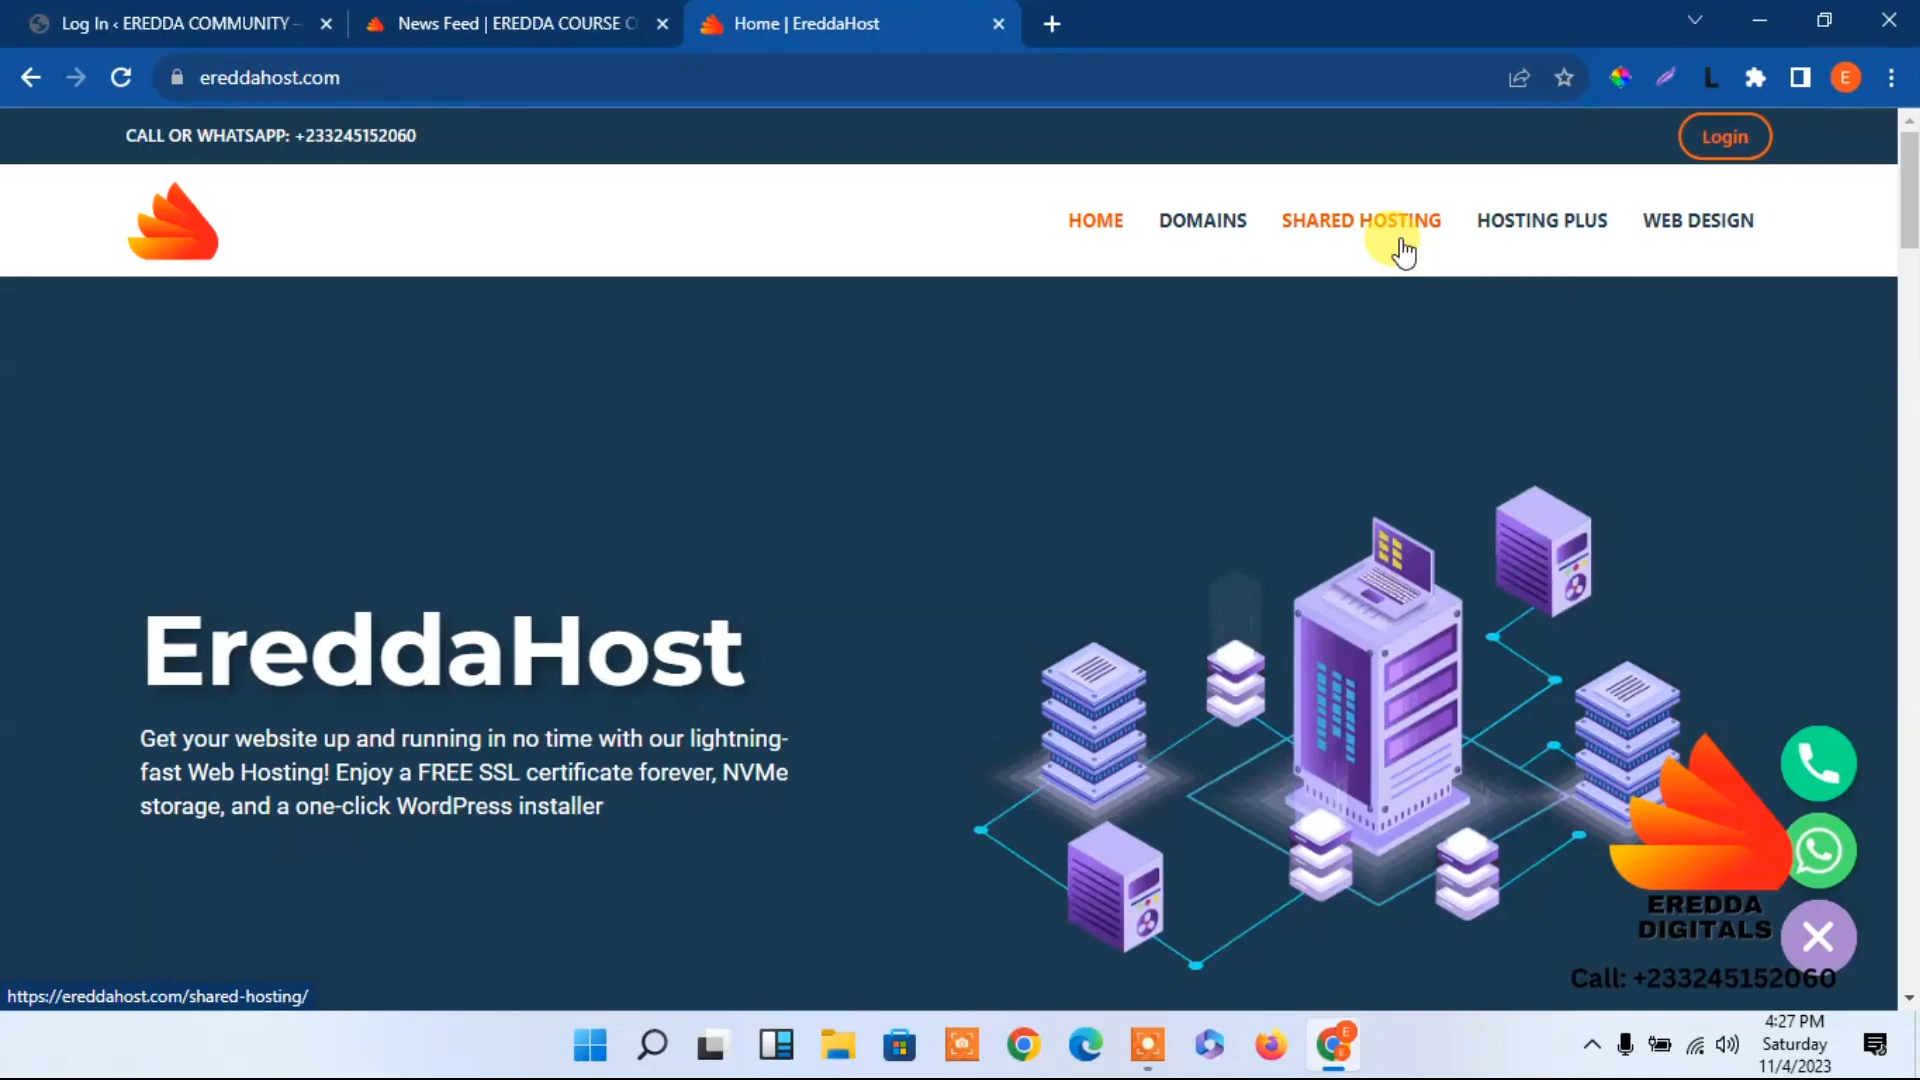 Log In ‹ EREDDA COMMUNITY –
News Feed | EREDDA COURSE C
Home | EreddaHost
ereddahost.com
L
E
CALL OR WHATSAPP: +233245152060
Login
HOME
DOMAINS
SHARED HOSTING
HOSTING PLUS
WEB DESIGN
EreddaHost
Get your website up and running in no time with our lightning-
fast Web Hosting! Enjoy a FREE SSL certificate forever, NVMe
storage, and a one-click WordPress installer
EREDDA
DIGITALS
Call: +233245152060
https://ereddahost.com/shared-hosting/
4:27 PM
Saturday
11/4/2023